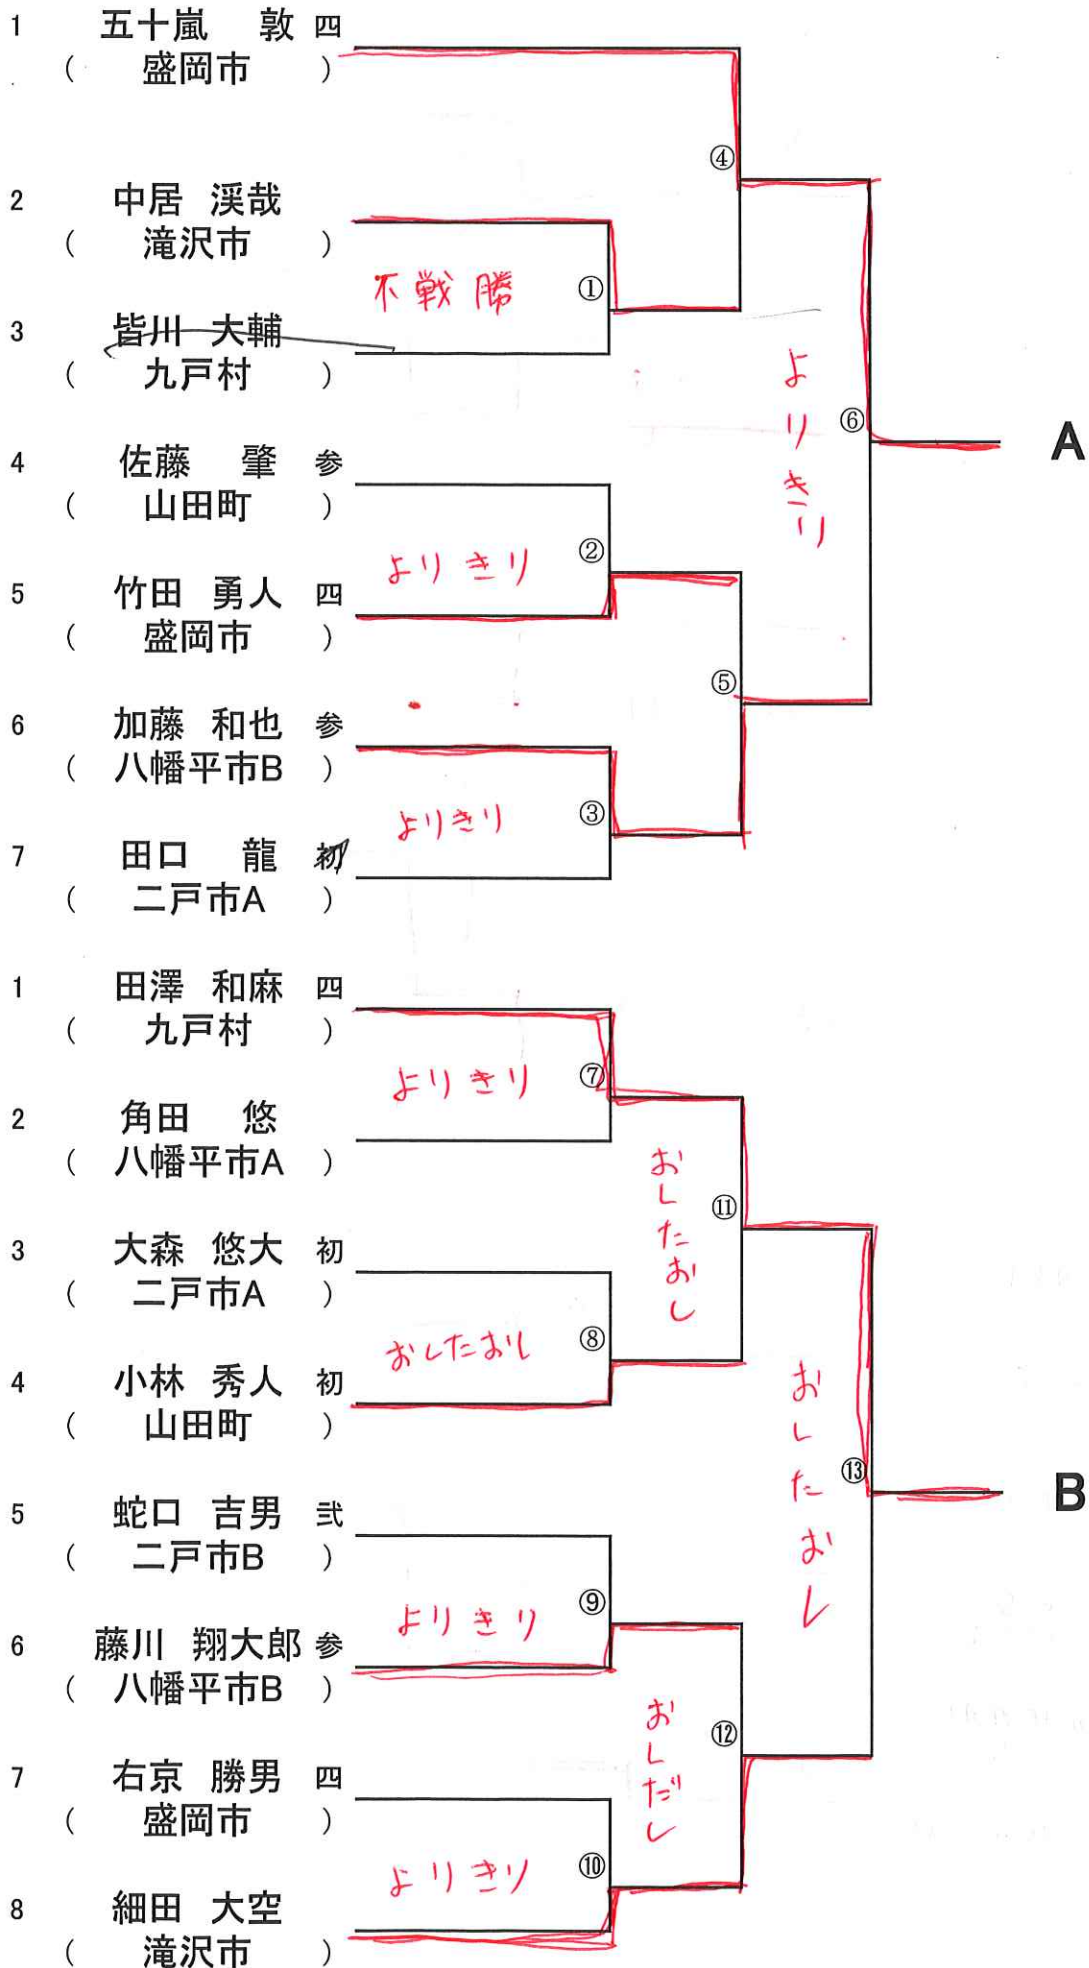 1 五十嵐 敦 四
( 盛岡市 )
④
2 中居 渓哉
( 滝沢市 )
不戦勝 ①
3 皆川 大輔
( 九戸村 )
よりきり ⑥ A
4 佐藤 肇 参
( 山田町 )
よりきり ②
5 竹田 勇人 四
( 盛岡市 )
⑤
6 加藤 和也 参
( 八幡平市B )
よりきり ③
7 田口 龍 初
( 二戸市A )
1 田澤 和麻 四
( 九戸村 )
よりきり ⑦
2 角田 悠
( 八幡平市A )
おしたおし ⑪
3 大森 悠大 初
( 二戸市A )
おしたおし ⑧
4 小林 秀人 初
( 山田町 )
おしたおし ⑬ B
5 蛇口 吉男 弐
( 二戸市B )
よりきり ⑨
6 藤川 翔大郎 参
( 八幡平市B )
おしだし ⑫
7 右京 勝男 四
( 盛岡市 )
よりきり ⑩
8 細田 大空
( 滝沢市 )